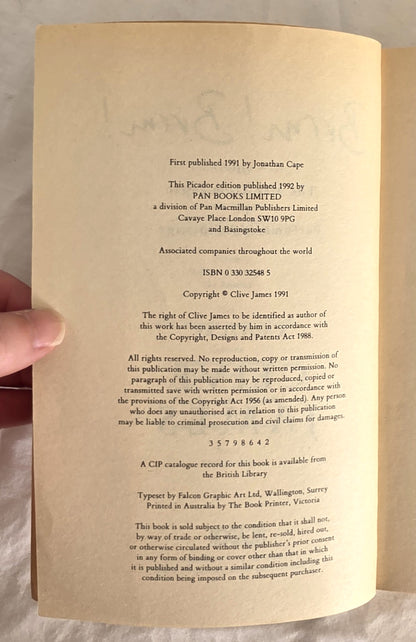 First published 1991 by Jonathan Cape
This Picador edition published 1992 by
PAN BOOKS LIMITED
a division of Pan Macmillan Publishers Limited
Cavaye Place London SW10 9PG
and Basingstoke
Associated companies throughout the world
ISBN 0 330 32548 5
Copyright © Clive James 1991
The right of Clive James to be identified as author of
this work has been asserted by him in accordance with
the Copyright, Designs and Patents Act 1988.
All rights reserved. No reproduction, copy or transmission of
this publication may be made without written permission. No
paragraph of this publication may be reproduced, copied or
transmitted save with written permission or in accordance with
the provisions of the Copyright Act 1956 (as amended). Any person
who does any unauthorised act in relation to this publication
may be liable to criminal prosecution and civil claims for damages.
3 5 7 9 8 6 4 2
A CIP catalogue record for this book is available from
the British Library
Typeset by Falcon Graphic Art Ltd, Wallington, Surrey
Printed in Australia by The Book Printer, Victoria
This book is sold subject to the condition that it shall not,
by way of trade or otherwise, be lent, re-sold, hired out,
or otherwise circulated without the publisher's prior consent
in any form of binding or cover other than that in which
it is published and without a similar condition including this
condition being imposed on the subsequent purchaser.